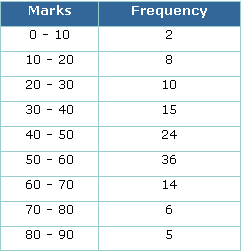 Marks Frequency
0 – 10 2
10 – 20 8
20 – 30 10
30 – 40 15
40 – 50 24
50 – 60 36
60 – 70 14
70 – 80 6
80 – 90 5